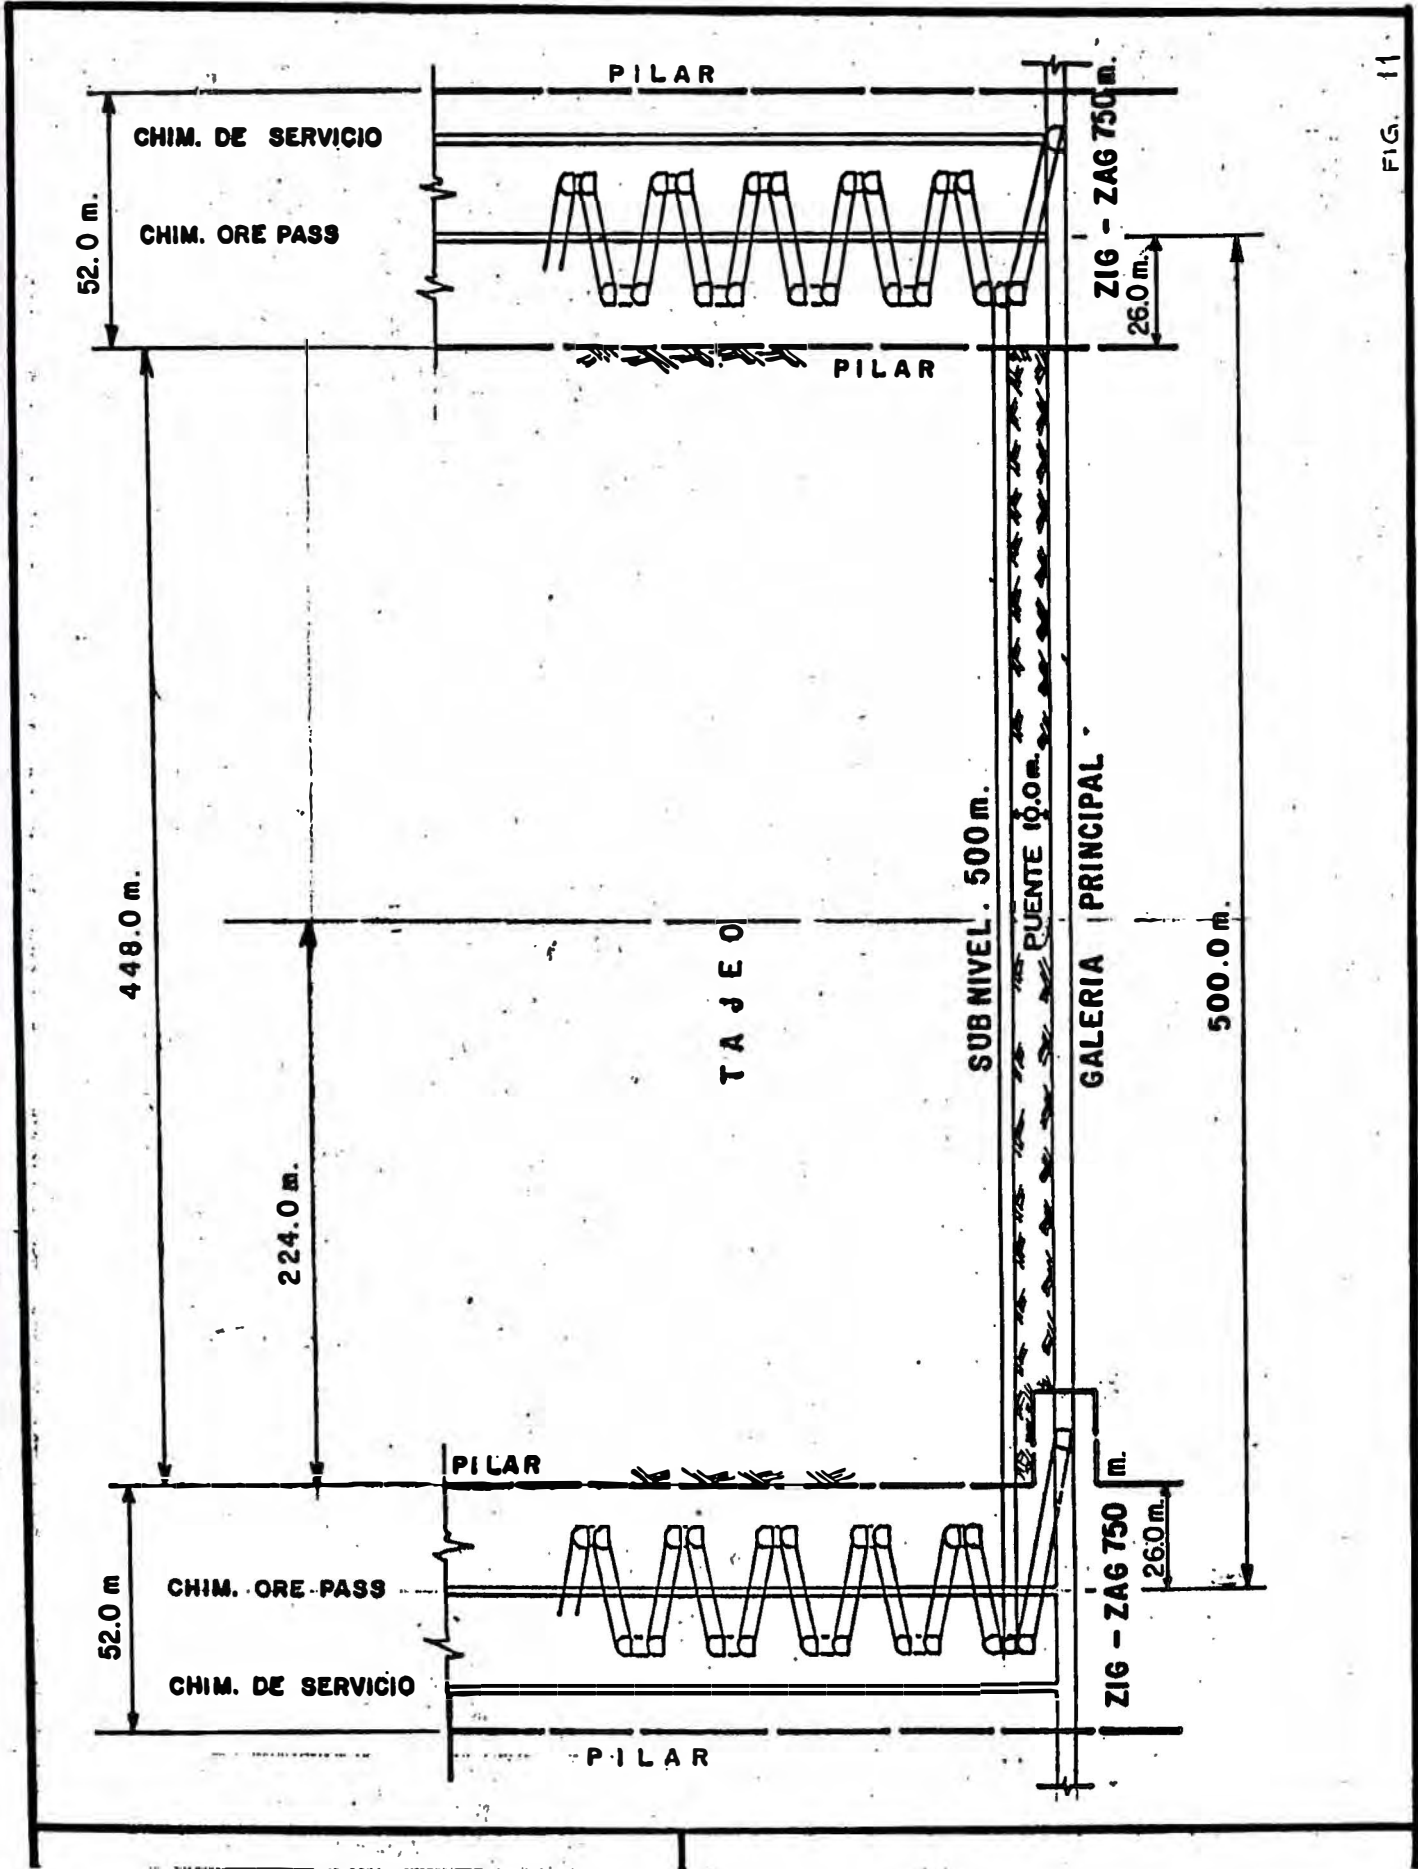 FIG. 11
PILAR
CHIM. DE SERVICIO
ZIG - ZAG 750 m.
52.0 m.
CHIM. ORE PASS
26.0 m.
PILAR
448.0 m.
224.0 m.
TAJEO
SUB NIVEL. 500 m.
PUENTE 10.0 m.
GALERIA PRINCIPAL
500.0 m.
PILAR
52.0 m
CHIM. ORE PASS
ZIG - ZAG 750 m.
26.0 m.
CHIM. DE SERVICIO
PILAR